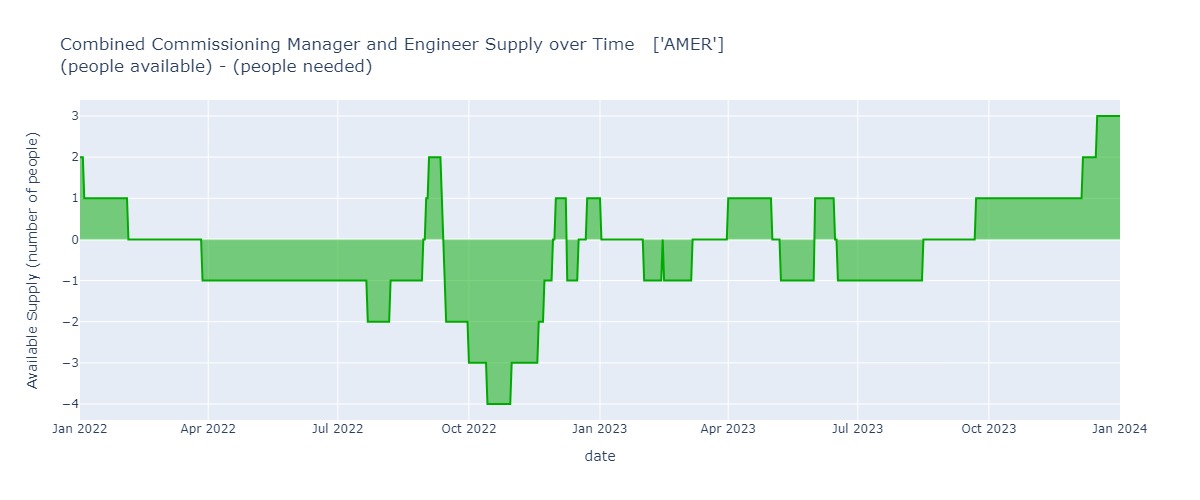 Combined Commissioning Manager and Engineer Supply over Time ['AMER']
(people available) - (people needed)
Available Supply (number of people)
3
2
1
0
−1
−2
−3
−4
Jan 2022 Apr 2022 Jul 2022 Oct 2022 Jan 2023 Apr 2023 Jul 2023 Oct 2023 Jan 2024
date